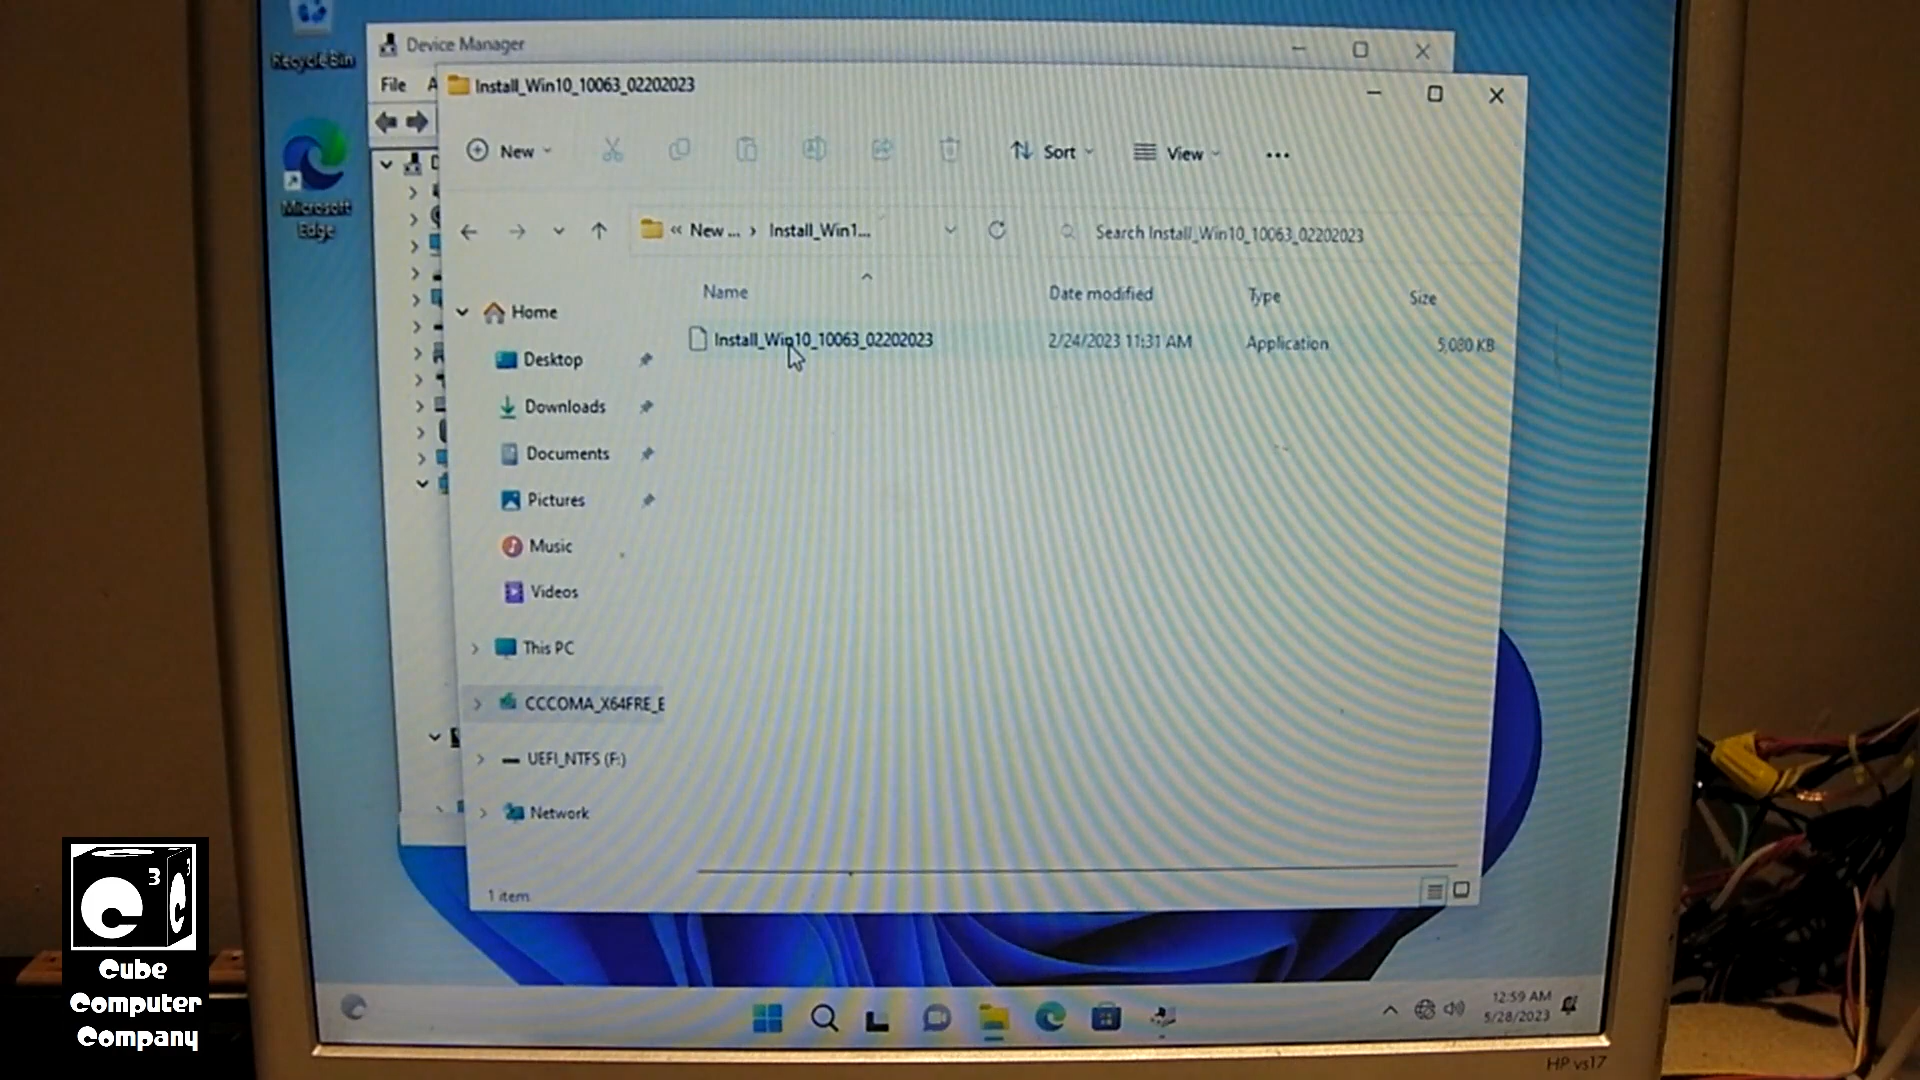 Recycle Bin
Device Manager
File A
Install_Win10_10063_02202023
New
Sort
View
Microsoft
Edge
« New ... › Install_Win1...
Search Install_Win10_10063_02202023
Name
Date modified
Type
Size
Install_Win10_10063_02202023
2/24/2023 11:31 AM
Application
5,080 KB
Home
Desktop
Downloads
Documents
Pictures
Music
Videos
This PC
CCCOMA_X64FRE_E
UEFI_NTFS (F:)
Network
1 item
12:59 AM
5/28/2023
HP vs17
C 3 C 3
Cube
Computer
Company